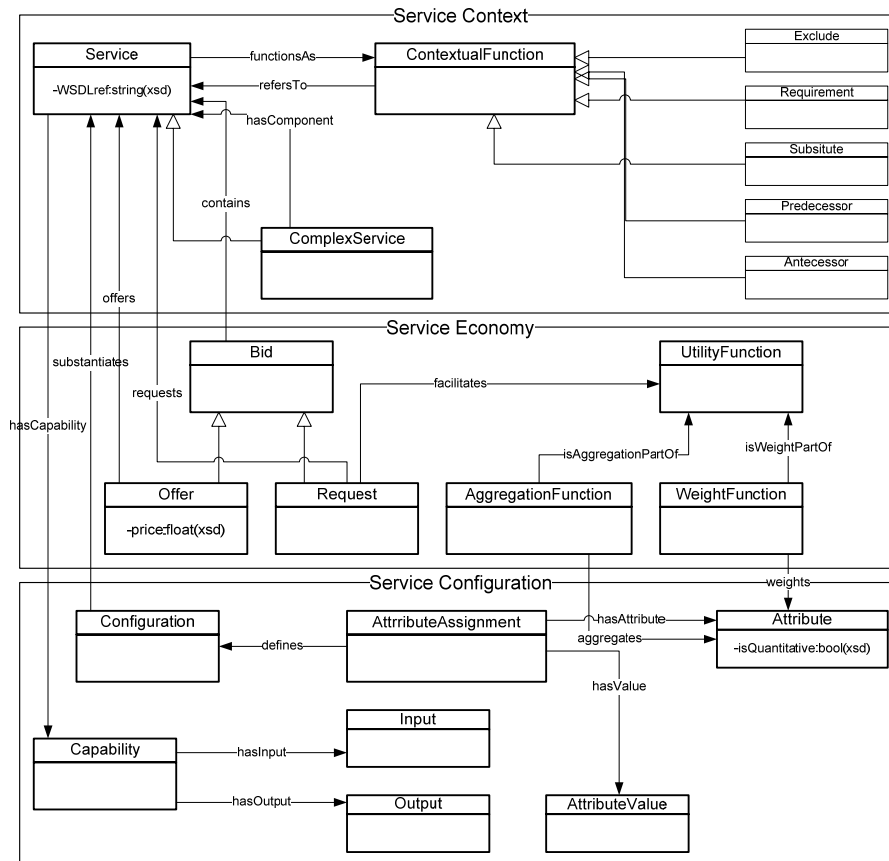 Service Context
Service
functionsAs
ContextualFunction
Exclude
-WSDLref:string(xsd)
refersTo
Requirement
hasComponent
Subsitute
contains
Predecessor
ComplexService
Antecessor
offers
Service Economy
Bid
UtilityFunction
substantiates
requests
facilitates
hasCapability
isAggregationPartOf
isWeightPartOf
Offer
Request
AggregationFunction
WeightFunction
-price:float(xsd)
Service Configuration
weights
Configuration
AttrributeAssignment
hasAttribute
Attribute
aggregates
defines
-isQuantitative:bool(xsd)
hasValue
Input
Capability
hasInput
hasOutput
Output
AttributeValue